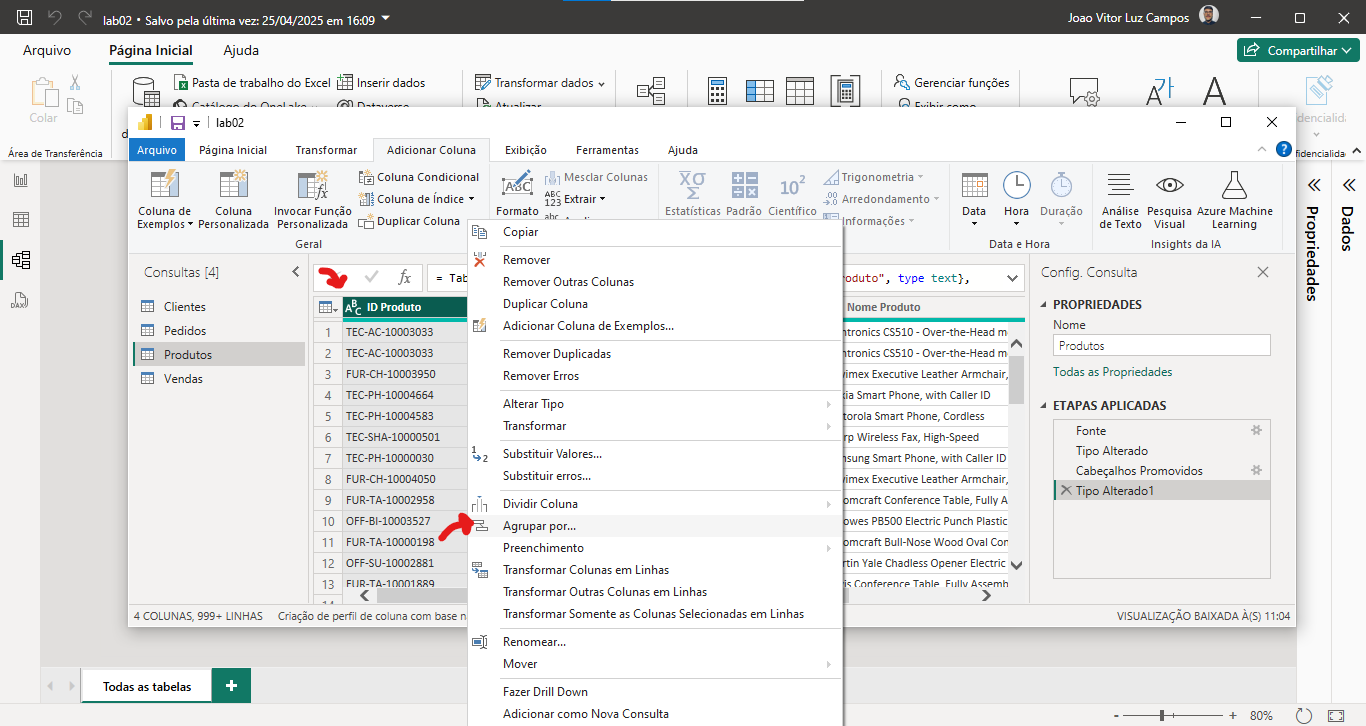 lab02 • Salvo pela última vez: 25/04/2025 em 16:09
Joao Vitor Luz Campos
Arquivo
Página Inicial
Ajuda
Compartilhar
Colar
Área de Transferência
Pasta de trabalho do Excel
Inserir dados
Transformar dados
Gerenciar funções
lab02
Arquivo
Página Inicial
Transformar
Adicionar Coluna
Exibição
Ferramentas
Ajuda
Coluna de Exemplos
Coluna Personalizada
Invocar Função Personalizada
Coluna Condicional
Coluna de Índice
Duplicar Coluna
Geral
Formato
Mesclar Colunas
Extrair
Estatísticas
Padrão
Científico
Trigonometria
Arredondamento
Informações
Data
Hora
Duração
Data e Hora
Análise de Texto
Pesquisa Visual
Azure Machine Learning
Insights da IA
Propriedades
Dados
Consultas [4]
Clientes
Pedidos
Produtos
Vendas
= Tab
oduto", type text},
ID Produto
Nome Produto
1 TEC-AC-10003033
2 TEC-AC-10003033
3 FUR-CH-10003950
4 TEC-PH-10004664
5 TEC-PH-10004583
6 TEC-SHA-10000501
7 TEC-PH-10000030
8 FUR-CH-10004050
9 FUR-TA-10002958
10 OFF-BI-10003527
11 FUR-TA-10000198
12 OFF-SU-10002881
13 FUR-TA-10001889
ntronics CS510 - Over-the-Head m
ntronics CS510 - Over-the-Head m
vimex Executive Leather Armchair,
kia Smart Phone, with Caller ID
torola Smart Phone, Cordless
rp Wireless Fax, High-Speed
nsung Smart Phone, with Caller ID
vimex Executive Leather Armchair,
omcraft Conference Table, Fully A
owes PB500 Electric Punch Plastic
omcraft Bull-Nose Wood Oval Con
rtin Yale Chadless Opener Electric
is Conference Table, Fully Assemb
Copiar
Remover
Remover Outras Colunas
Duplicar Coluna
Adicionar Coluna de Exemplos...
Remover Duplicadas
Remover Erros
Alterar Tipo
Transformar
Substituir Valores...
Substituir erros...
Dividir Coluna
Agrupar por...
Preenchimento
Transformar Colunas em Linhas
Transformar Outras Colunas em Linhas
Transformar Somente as Colunas Selecionadas em Linhas
Renomear...
Mover
Fazer Drill Down
Adicionar como Nova Consulta
Config. Consulta
PROPRIEDADES
Nome
Produtos
Todas as Propriedades
ETAPAS APLICADAS
Fonte
Tipo Alterado
Cabeçalhos Promovidos
Tipo Alterado1
4 COLUNAS, 999+ LINHAS
Criação de perfil de coluna com base n
VISUALIZAÇÃO BAIXADA À(S) 11:04
Todas as tabelas
80%